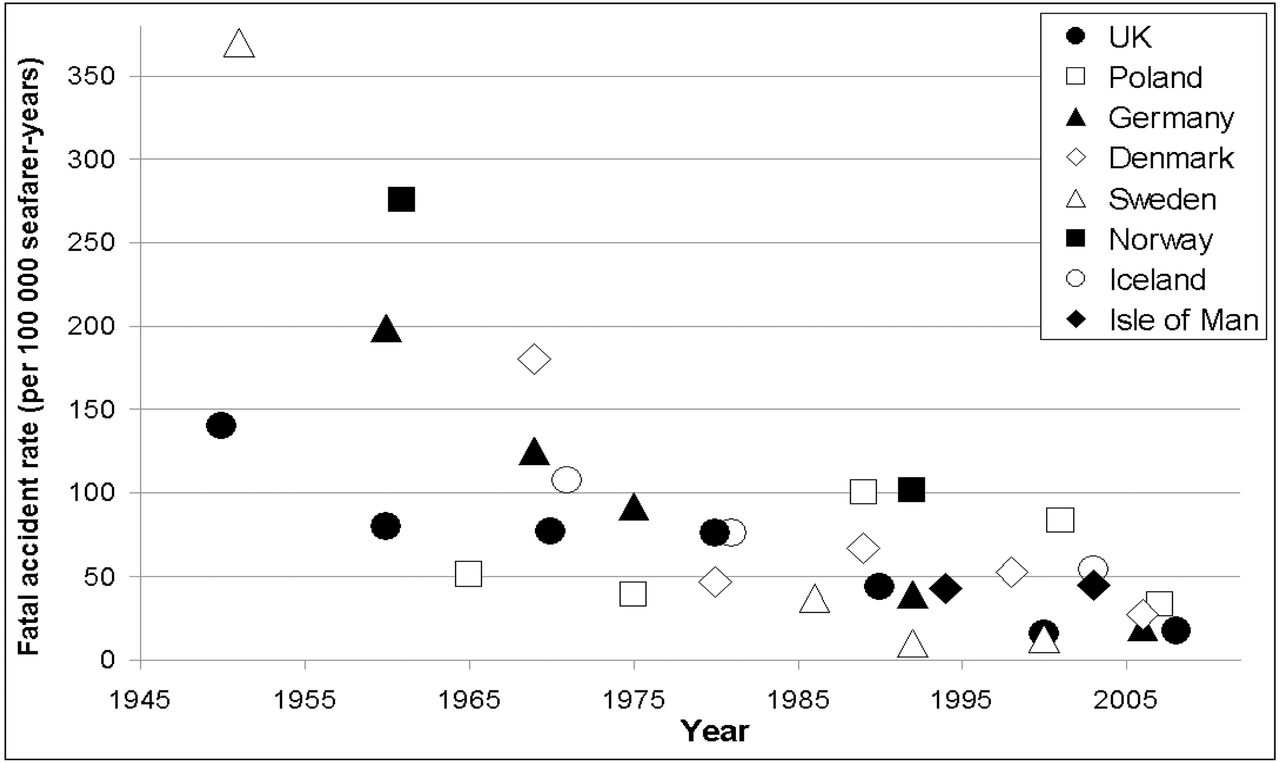 Fatal accident rate (per 100 000 seafarer-years)
350
300
250
200
150
100
50
0
1945 1955 1965 1975 1985 1995 2005
Year
UK
Poland
Germany
Denmark
Sweden
Norway
Iceland
Isle of Man